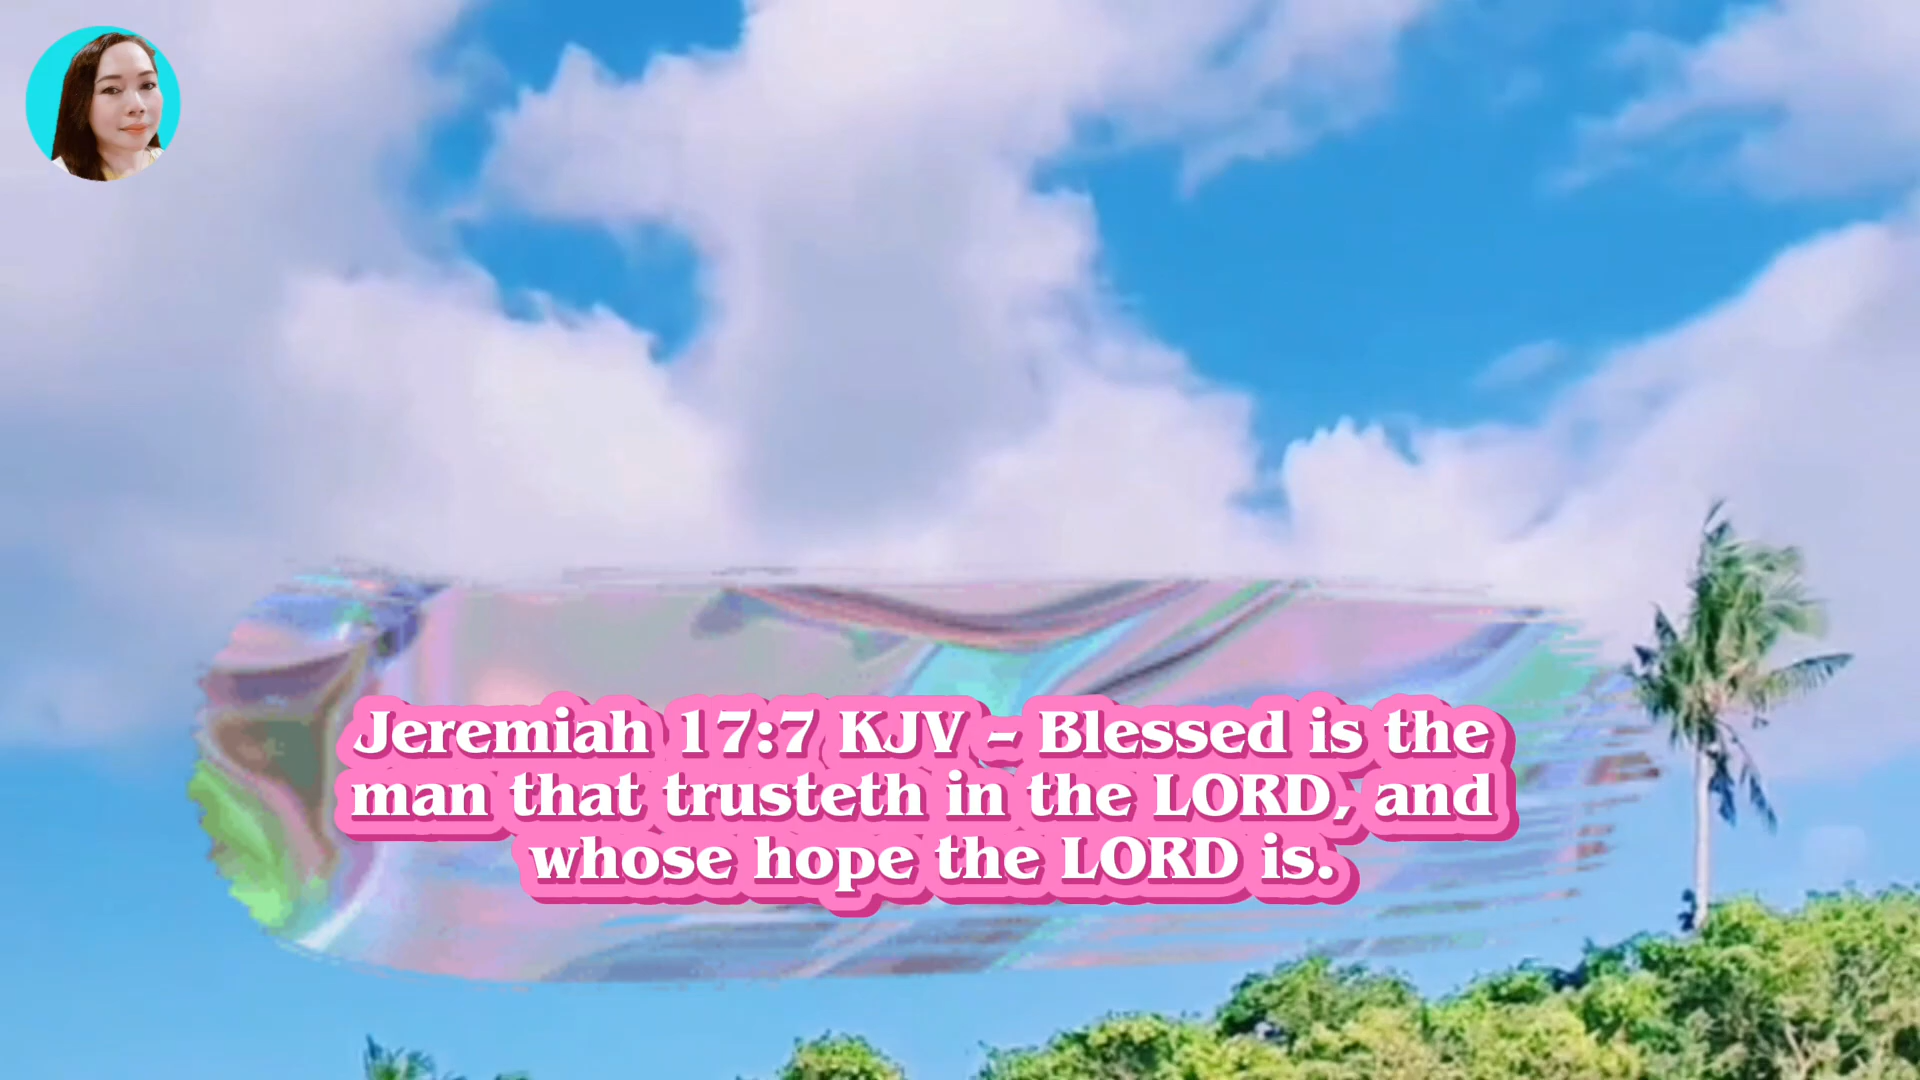 Jeremiah 17:7 KJV - Blessed is the
man that trusteth in the LORD, and
whose hope the LORD is.